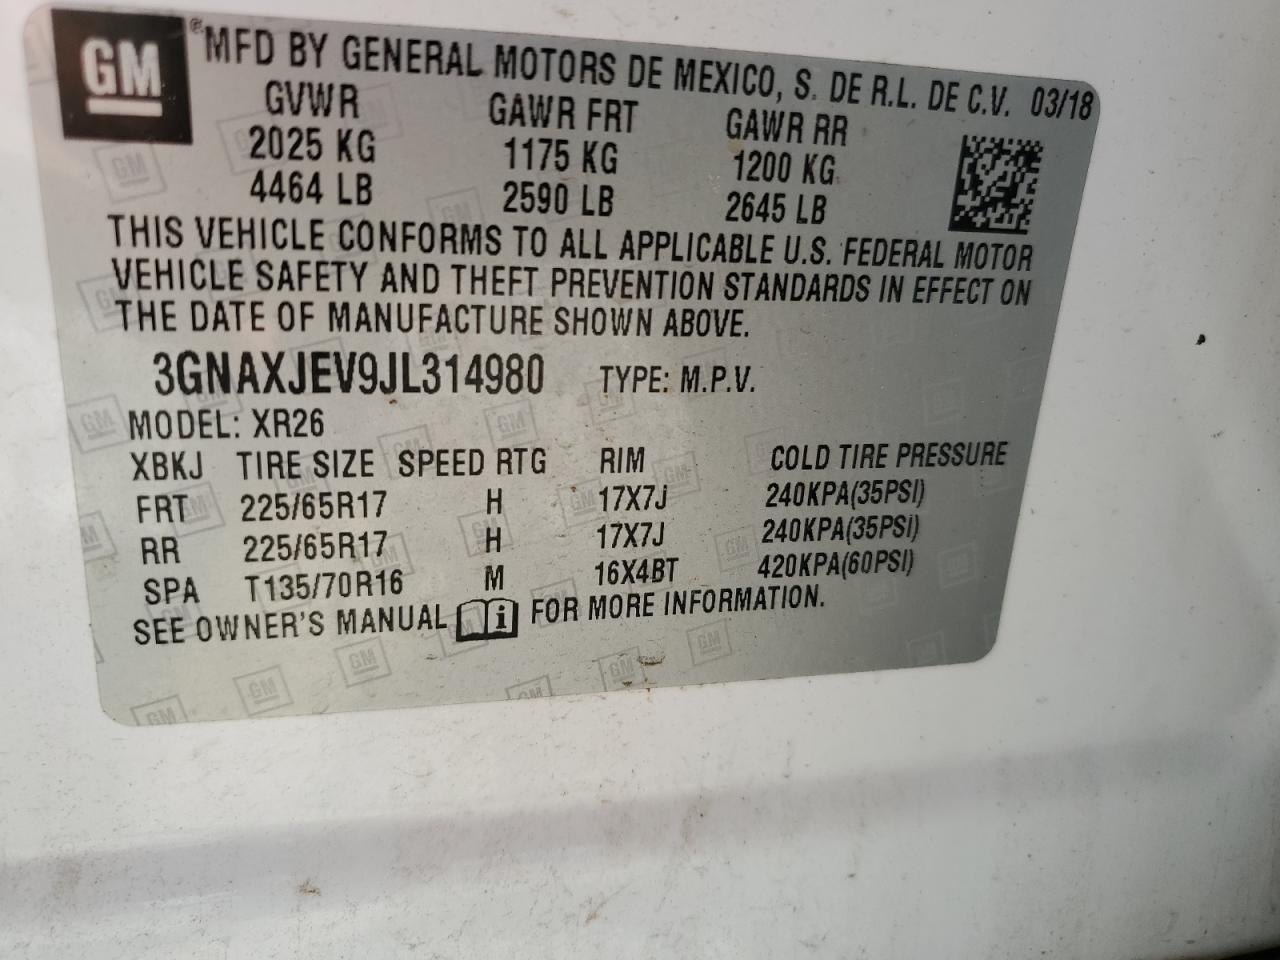 GM ® MFD BY GENERAL MOTORS DE MEXICO, S. DE R.L. DE C.V. 03/18
GVWR GAWR FRT GAWR RR
2025 KG 1175 KG 1200 KG
4464 LB 2590 LB 2645 LB
THIS VEHICLE CONFORMS TO ALL APPLICABLE U.S. FEDERAL MOTOR
VEHICLE SAFETY AND THEFT PREVENTION STANDARDS IN EFFECT ON
THE DATE OF MANUFACTURE SHOWN ABOVE.
3GNAXJEV9JL314980 TYPE: M.P.V.
MODEL: XR26
XBKJ TIRE SIZE SPEED RTG RIM COLD TIRE PRESSURE
FRT 225/65R17 H 17X7J 240KPA(35PSI)
RR 225/65R17 H 17X7J 240KPA(35PSI)
SPA T135/70R16 M 16X4BT 420KPA(60PSI)
SEE OWNER'S MANUAL i FOR MORE INFORMATION.